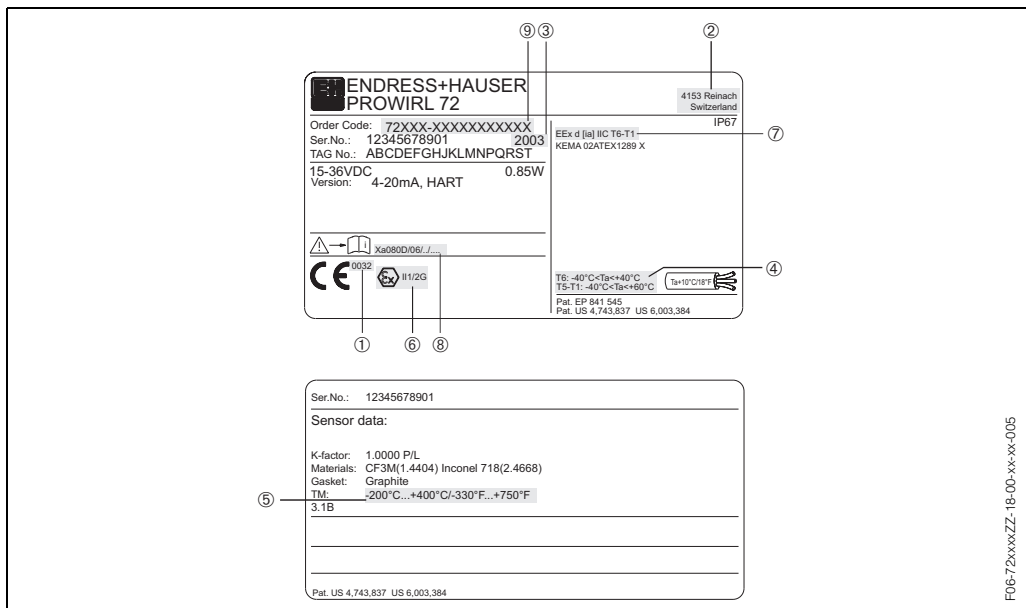 ⑨ ③ ②
EH ENDRESS+HAUSER
PROWIRL 72
4153 Reinach
Switzerland
IP67
Order Code: 72XXX-XXXXXXXXXXX
Ser.No.: 12345678901 2003
TAG No.: ABCDEFGHJKLMNPQRST
EEx d [ia] IIC T6-T1 ⑦
KEMA 02ATEX1289 X
15-36VDC 0.85W
Version: 4-20mA, HART
i Xa080D/06/../....
CE 0032 Ex II1/2G
T6: -40°C<Ta<+40°C ④
T5-T1: -40°C<Ta<+60°C
Ta+10°C/18°F
Pat. EP 841 545
Pat. US 4,743,837 US 6,003,384
① ⑥ ⑧
Ser.No.: 12345678901
Sensor data:
K-factor: 1.0000 P/L
Materials: CF3M(1.4404) Inconel 718(2.4668)
Gasket: Graphite
⑤ TM: -200°C...+400°C/-330°F...+750°F
3.1B
Pat. US 4,743,837 US 6,003,384
F06-72xxxxZZ-18-00-xx-xx-005